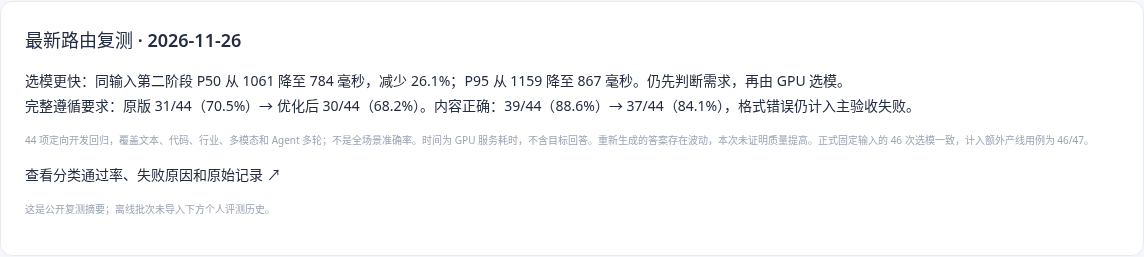 最新路由复测 · 2026-11-26
选模更快：同输入第二阶段 P50 从 1061 降至 784 毫秒，减少 26.1%；P95 从 1159 降至 867 毫秒。仍先判断需求，再由 GPU 选模。
完整遵循要求：原版 31/44（70.5%）→ 优化后 30/44（68.2%）。内容正确：39/44（88.6%）→ 37/44（84.1%），格式错误仍计入主验收失败。
44 项定向开发回归，覆盖文本、代码、行业、多模态和 Agent 多轮；不是全场景准确率。时间为 GPU 服务耗时，不含目标回答。重新生成的答案存在波动，本次未证明质量提高。正式固定输入的 46 次选模一致，计入额外产线用例为 46/47。
查看分类通过率、失败原因和原始记录 ↗
这是公开复测摘要；离线批次未导入下方个人评测历史。